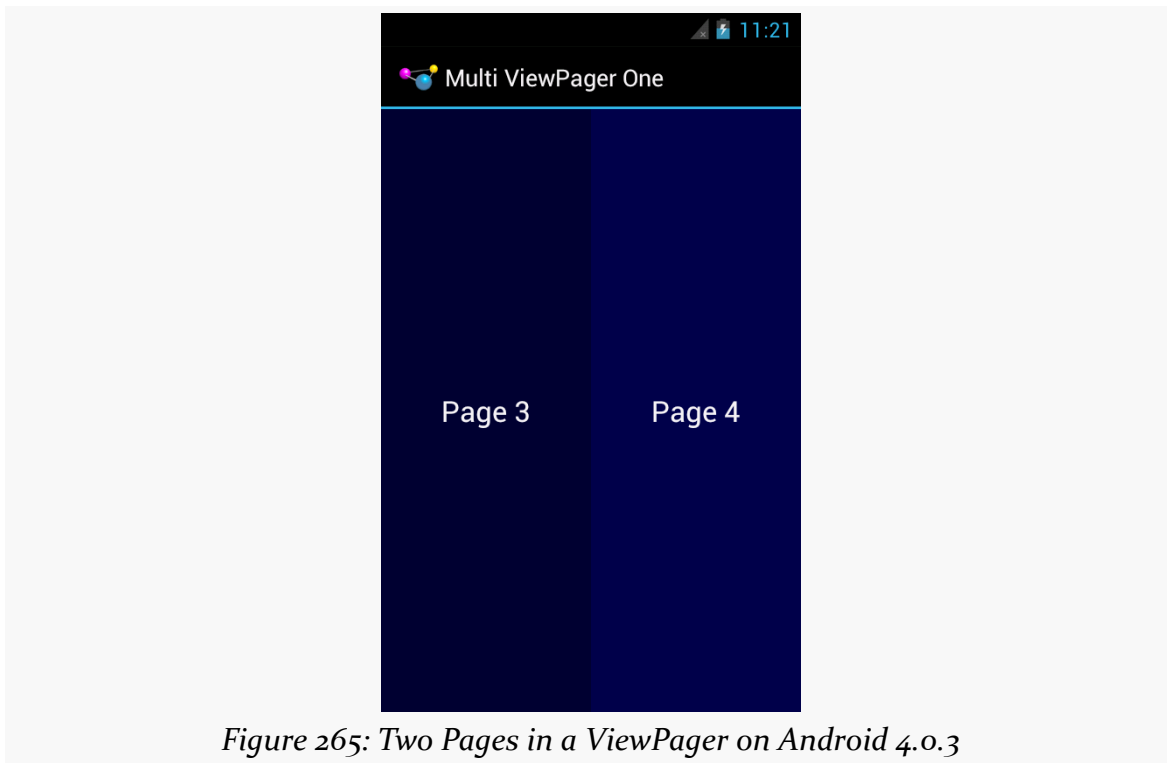 11:21
Multi ViewPager One
Page 3 Page 4
Figure 265: Two Pages in a ViewPager on Android 4.0.3